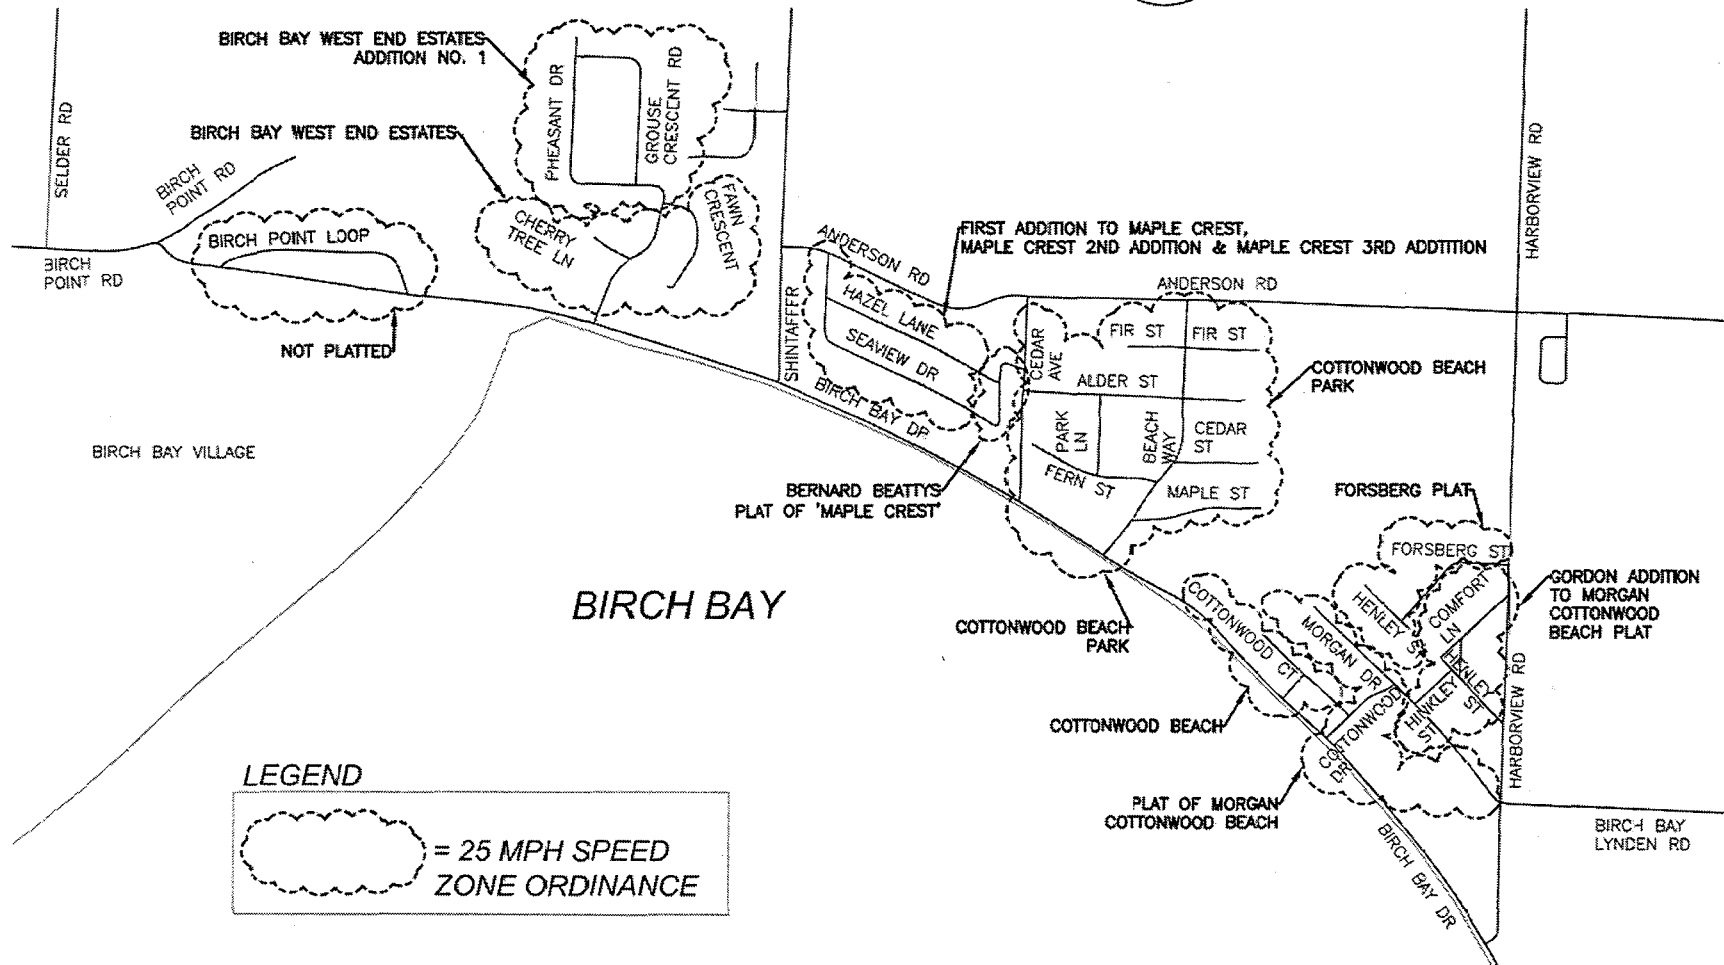 BIRCH BAY WEST END ESTATES
ADDITION NO. 1
PHEASANT DR
GROUSE
CRESCENT RD
SELDER RD
BIRCH BAY WEST END ESTATES
BIRCH
POINT RD
HARBORVIEW RD
FAWN
CRESCENT
CHERRY
TREE LN
BIRCH POINT LOOP
BIRCH
POINT RD
NOT PLATTED
SHINTAFFER
ANDERSON RD
FIRST ADDITION TO MAPLE CREST,
MAPLE CREST 2ND ADDITION & MAPLE CREST 3RD ADDTITION
ANDERSON RD
HAZEL LANE
SEAVIEW DR
BIRCH BAY DR
CEDAR
AVE
FIR ST
FIR ST
ALDER ST
COTTONWOOD BEACH
PARK
PARK
LN
BEACH
WAY
CEDAR
ST
FERN ST
MAPLE ST
BIRCH BAY VILLAGE
BERNARD BEATTYS
PLAT OF 'MAPLE CREST'
FORSBERG PLAT
FORSBERG ST
GORDON ADDITION
TO MORGAN
COTTONWOOD
BEACH PLAT
BIRCH BAY
COTTONWOOD BEACH
PARK
COTTONWOOD CT
MORGAN DR
HENLEY ST
COMFORT
LN
HENLEY
ST
HINKLEY
ST
COTTONWOOD
DR
HARBORVIEW RD
COTTONWOOD BEACH
PLAT OF MORGAN
COTTONWOOD BEACH
BIRCH BAY DR
BIRCH BAY
LYNDEN RD
LEGEND
= 25 MPH SPEED
ZONE ORDINANCE